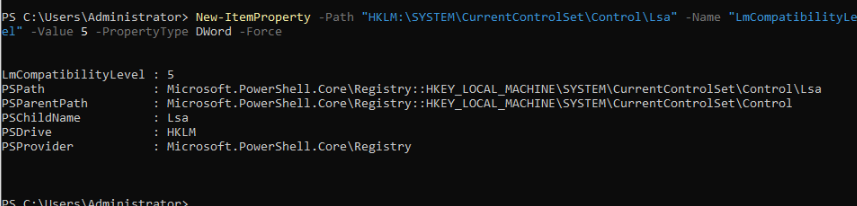 PS C:\Users\Administrator> New-ItemProperty -Path "HKLM:\SYSTEM\CurrentControlSet\Control\Lsa" -Name "LmCompatibilityLe
el" -Value 5 -PropertyType DWord -Force
LmCompatibilityLevel : 5
PSPath : Microsoft.PowerShell.Core\Registry::HKEY_LOCAL_MACHINE\SYSTEM\CurrentControlSet\Control\Lsa
PSParentPath : Microsoft.PowerShell.Core\Registry::HKEY_LOCAL_MACHINE\SYSTEM\CurrentControlSet\Control
PSChildName : Lsa
PSDrive : HKLM
PSProvider : Microsoft.PowerShell.Core\Registry
PS C:\Users\Administrator>